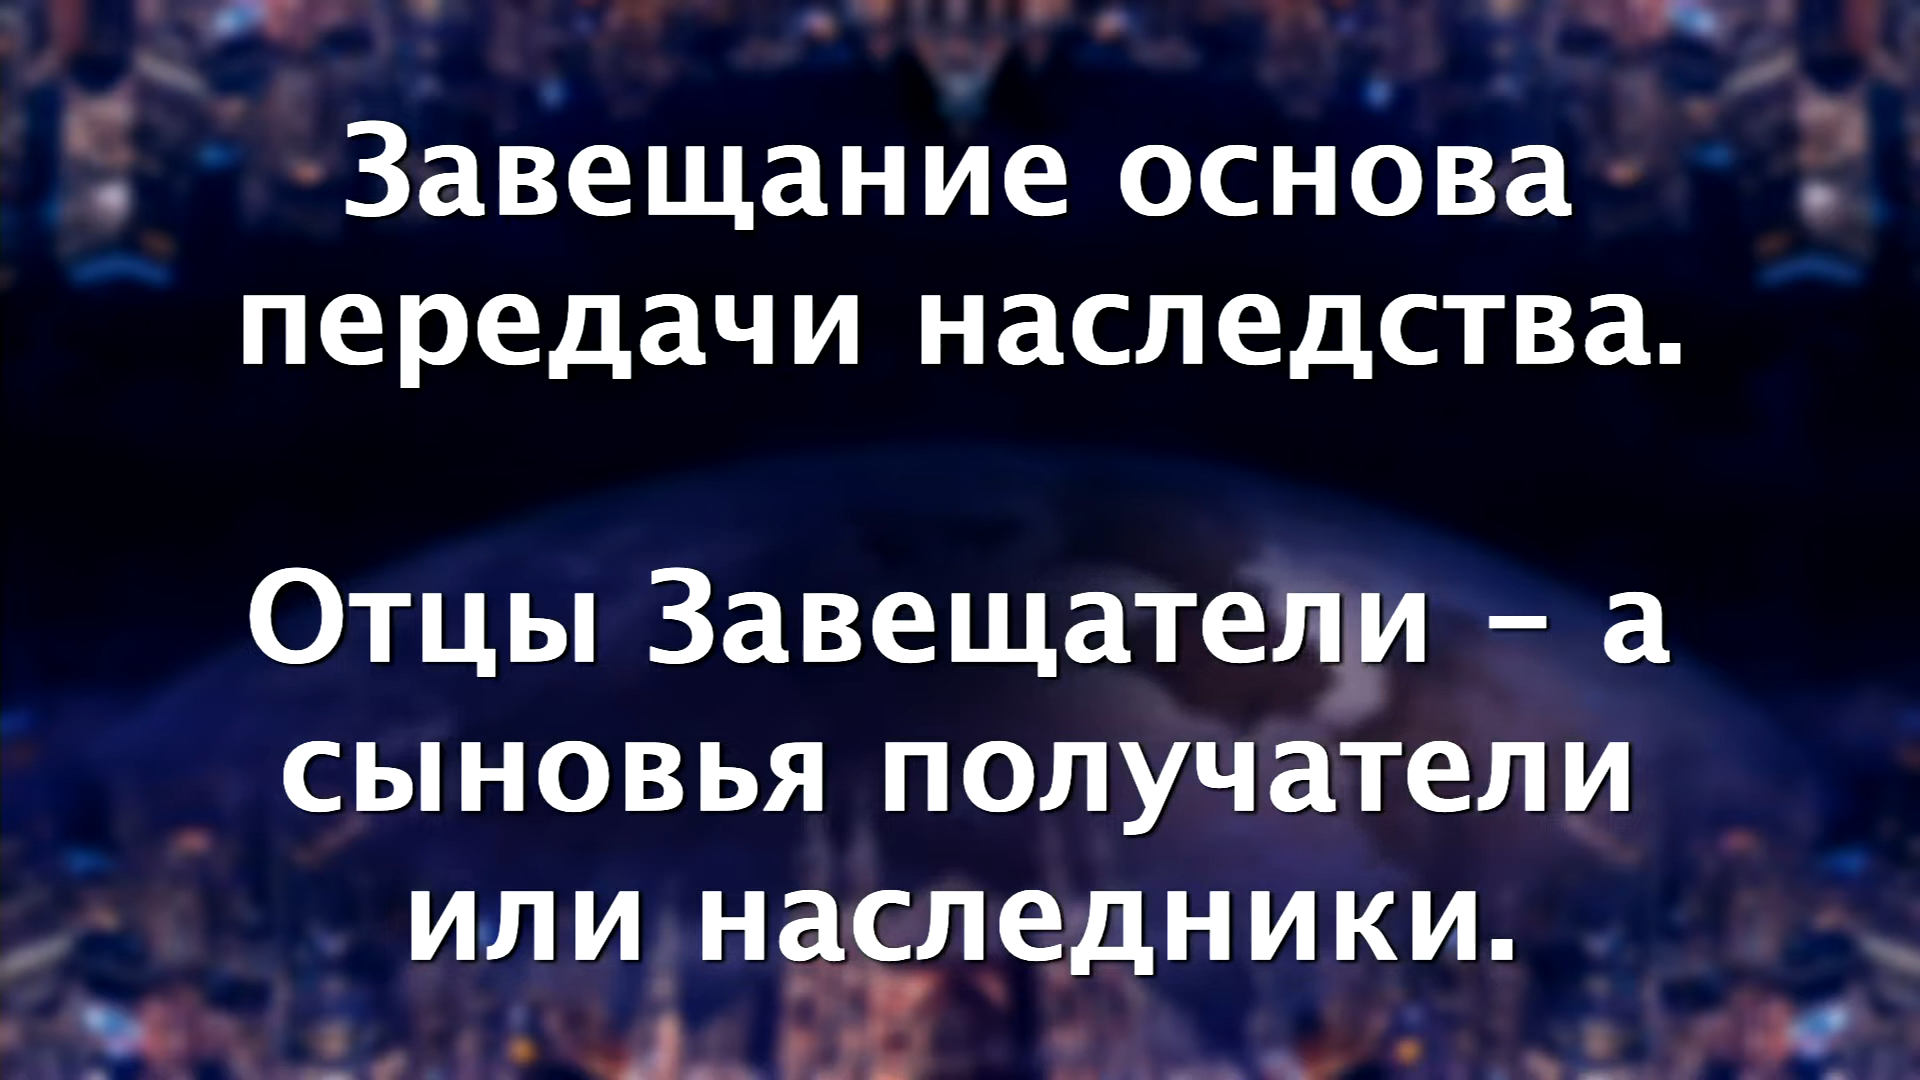 Завещание основа
передачи наследства.
Отцы Завещатели – а
сыновья получатели
или наследники.